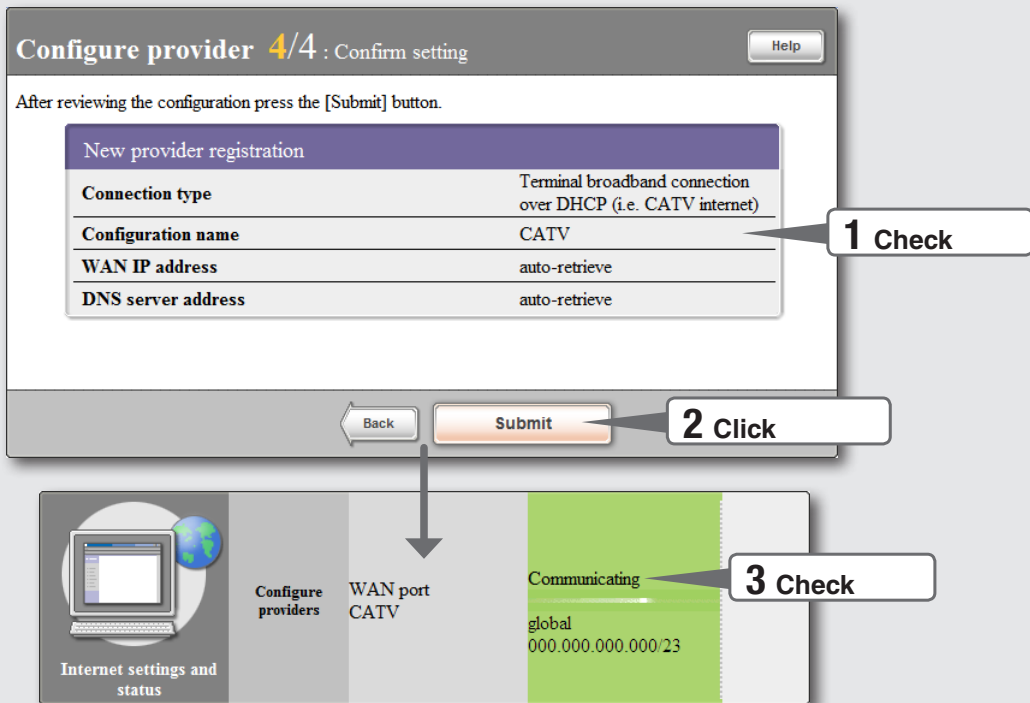 Configure provider 4/4 : Confirm setting
Help
After reviewing the configuration press the [Submit] button.
New provider registration
Connection type
Terminal broadband connection
over DHCP (i.e. CATV internet)
Configuration name
CATV
1 Check
WAN IP address
auto-retrieve
DNS server address
auto-retrieve
Back
Submit
2 Click
Internet settings and
status
Configure
providers
WAN port
CATV
Communicating
3 Check
global
000.000.000.000/23